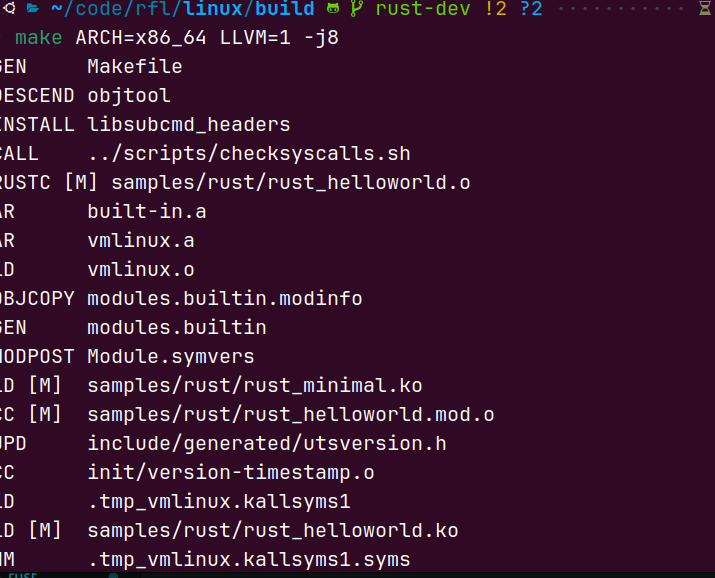 ~/code/rfl/linux/build rust-dev !2 ?2
make ARCH=x86_64 LLVM=1 -j8
GEN Makefile
DESCEND objtool
INSTALL libsubcmd_headers
CALL ../scripts/checksyscalls.sh
RUSTC [M] samples/rust/rust_helloworld.o
AR built-in.a
AR vmlinux.a
LD vmlinux.o
OBJCOPY modules.builtin.modinfo
GEN modules.builtin
MODPOST Module.symvers
LD [M] samples/rust/rust_minimal.ko
CC [M] samples/rust/rust_helloworld.mod.o
UPD include/generated/utsversion.h
CC init/version-timestamp.o
LD .tmp_vmlinux.kallsyms1
LD [M] samples/rust/rust_helloworld.ko
NM .tmp_vmlinux.kallsyms1.syms
rust